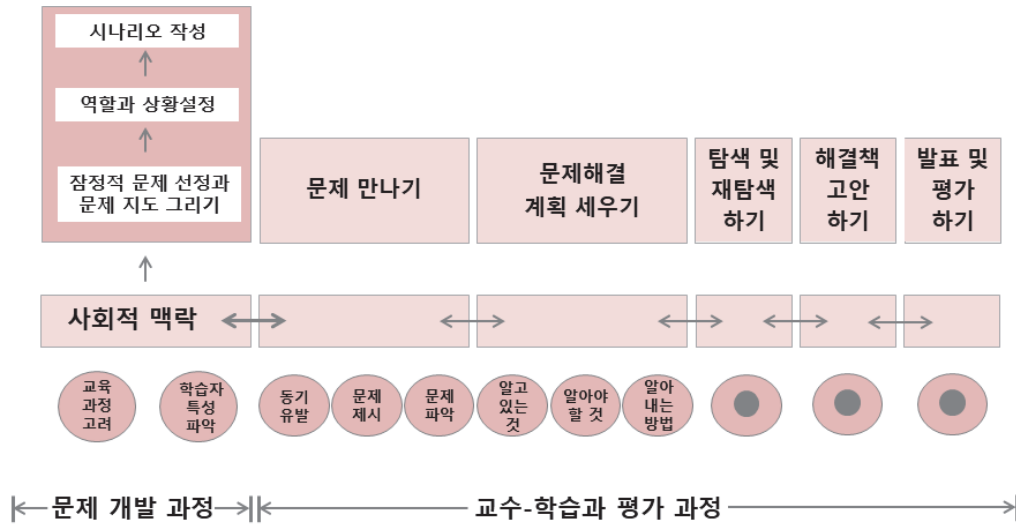 시나리오 작성
역할과 상황설정
잠정적 문제 선정과
문제 지도 그리기
문제 만나기
문제해결
계획 세우기
탐색 및
재탐색
하기
해결책
고안
하기
발표 및
평가
하기
사회적 맥락
교육
과정
고려
학습자
특성
파악
동기
유발
문제
제시
문제
파악
알고
있는
것
알아야
할 것
알아
내는
방법
문제 개발 과정
교수-학습과 평가 과정